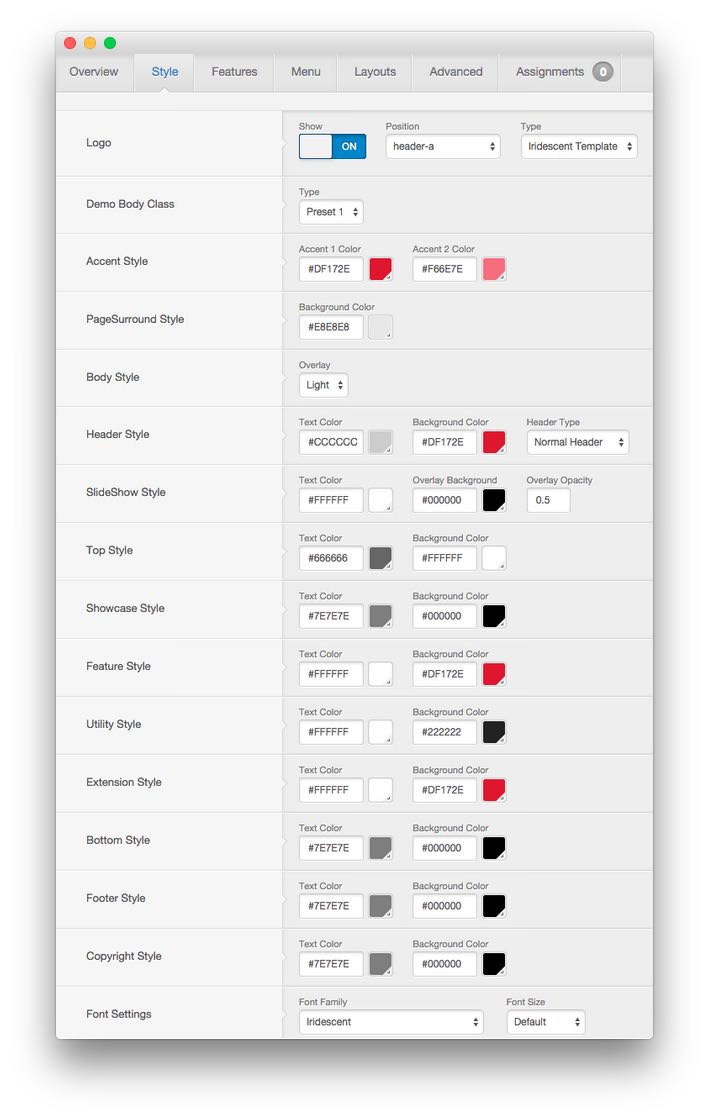 Overview Style Features Menu Layouts Advanced Assignments 0
Show Position Type
Logo ON header-a Iridescent Template
Type
Demo Body Class Preset 1
Accent 1 Color Accent 2 Color
Accent Style #DF172E #F66E7E
Background Color
PageSurround Style #E8E8E8
Overlay
Body Style Light
Text Color Background Color Header Type
Header Style #CCCCCC #DF172E Normal Header
Text Color Overlay Background Overlay Opacity
SlideShow Style #FFFFFF #000000 0.5
Text Color Background Color
Top Style #666666 #FFFFFF
Text Color Background Color
Showcase Style #7E7E7E #000000
Text Color Background Color
Feature Style #FFFFFF #DF172E
Text Color Background Color
Utility Style #FFFFFF #222222
Text Color Background Color
Extension Style #FFFFFF #DF172E
Text Color Background Color
Bottom Style #7E7E7E #000000
Text Color Background Color
Footer Style #7E7E7E #000000
Text Color Background Color
Copyright Style #7E7E7E #000000
Font Family Font Size
Font Settings Iridescent Default